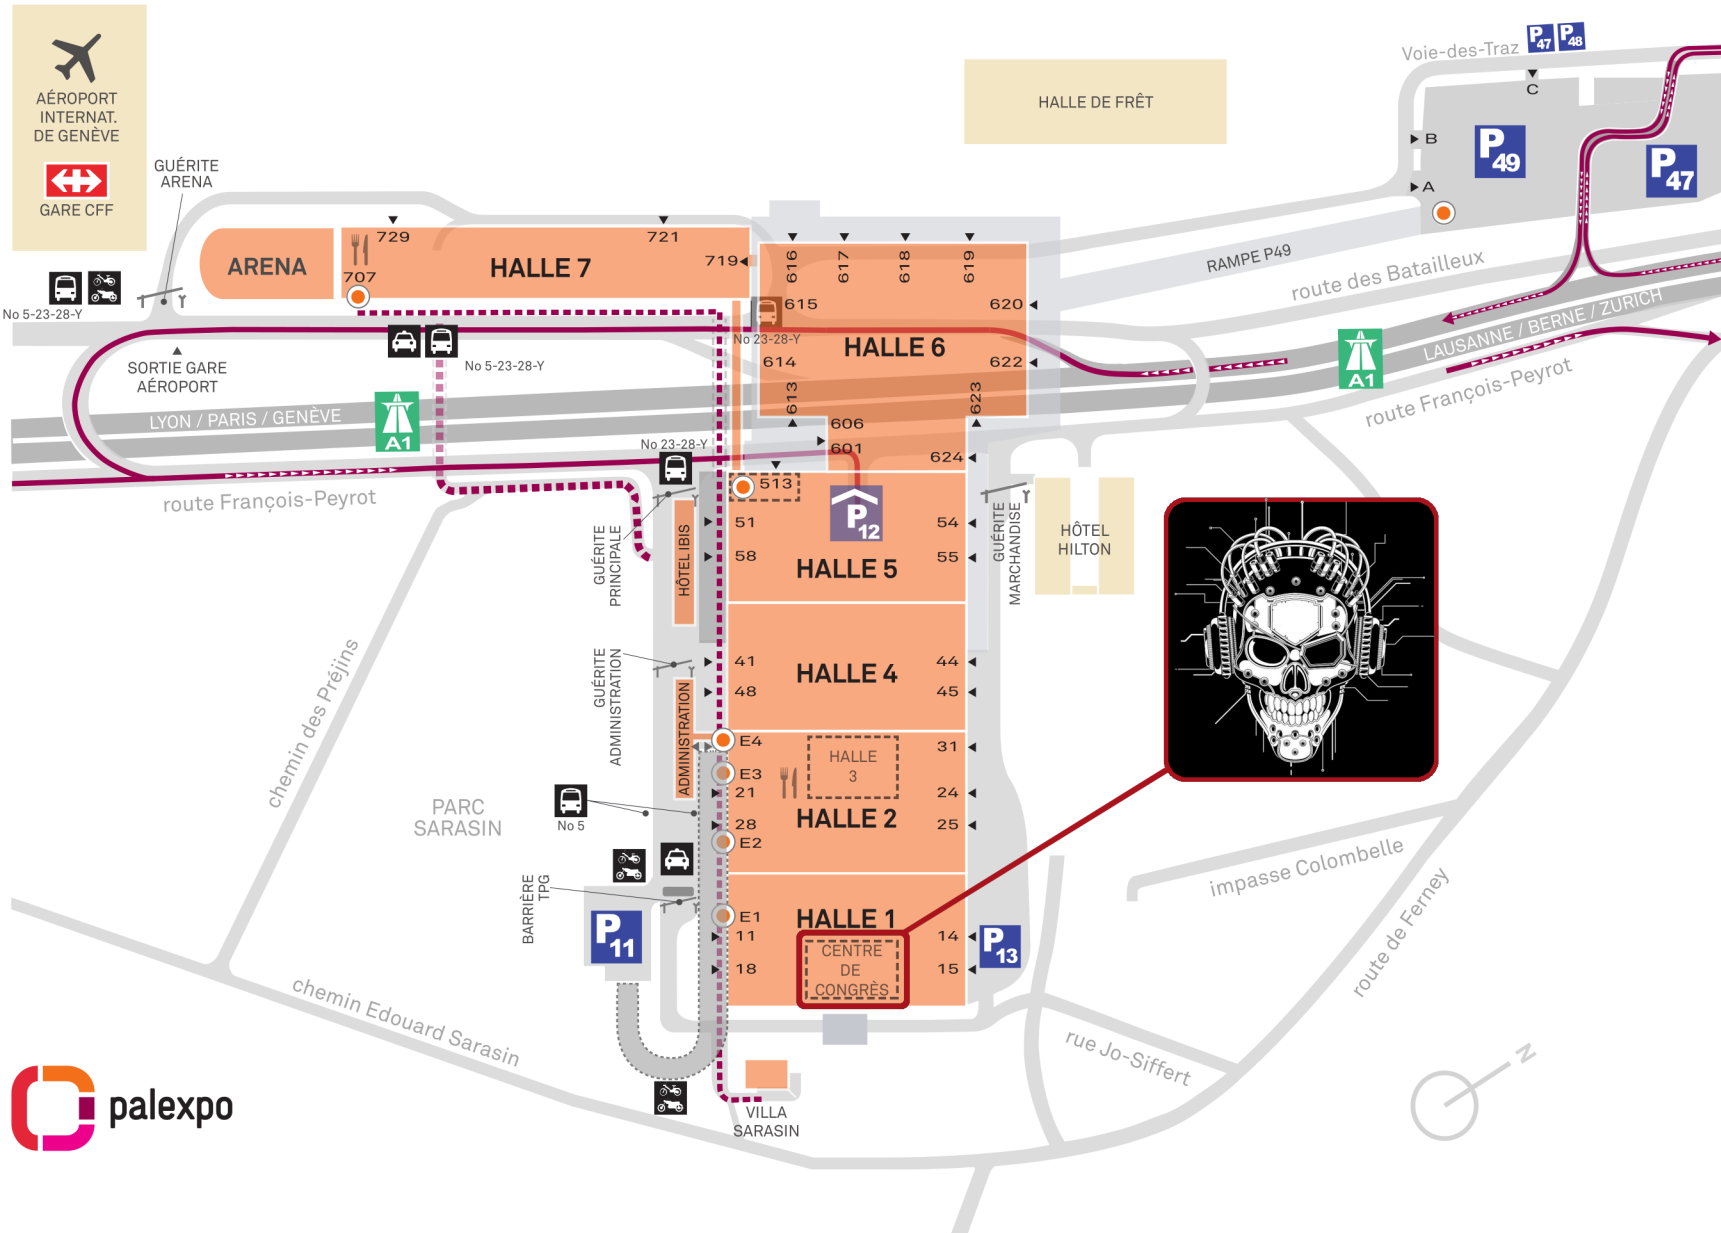 AÉROPORT
INTERNAT.
DE GENÈVE
GARE CFF
GUÉRITE
ARENA
No 5-23-28-Y
SORTIE GARE
AÉROPORT
ARENA
729
707
HALLE 7
721
719
No 5-23-28-Y
No 23-28-Y
616
617
618
619
615
620
HALLE 6
614
622
613
623
606
601
624
HALLE DE FRÊT
Voie-des-Traz
P47
P48
C
B
A
P49
P47
RAMPE P49
route des Batailleux
LAUSANNE / BERNE / ZURICH
A1
route François-Peyrot
LYON / PARIS / GENÈVE
A1
route François-Peyrot
No 23-28-Y
513
P12
51
54
58
55
HALLE 5
GUÉRITE
PRINCIPALE
HÔTEL IBIS
GUÉRITE
MARCHANDISE
HÔTEL
HILTON
GUÉRITE
ADMINISTRATION
ADMINISTRATION
41
44
HALLE 4
48
45
E4
31
HALLE
3
E3
21
24
HALLE 2
28
25
E2
chemin des Préjins
PARC
SARASIN
No 5
BARRIÈRE
TPG
P11
E1
HALLE 1
11
14
P13
CENTRE
DE
CONGRÈS
18
15
impasse Colombelle
route de Ferney
rue Jo-Siffert
chemin Edouard Sarasin
VILLA
SARASIN
palexpo
N